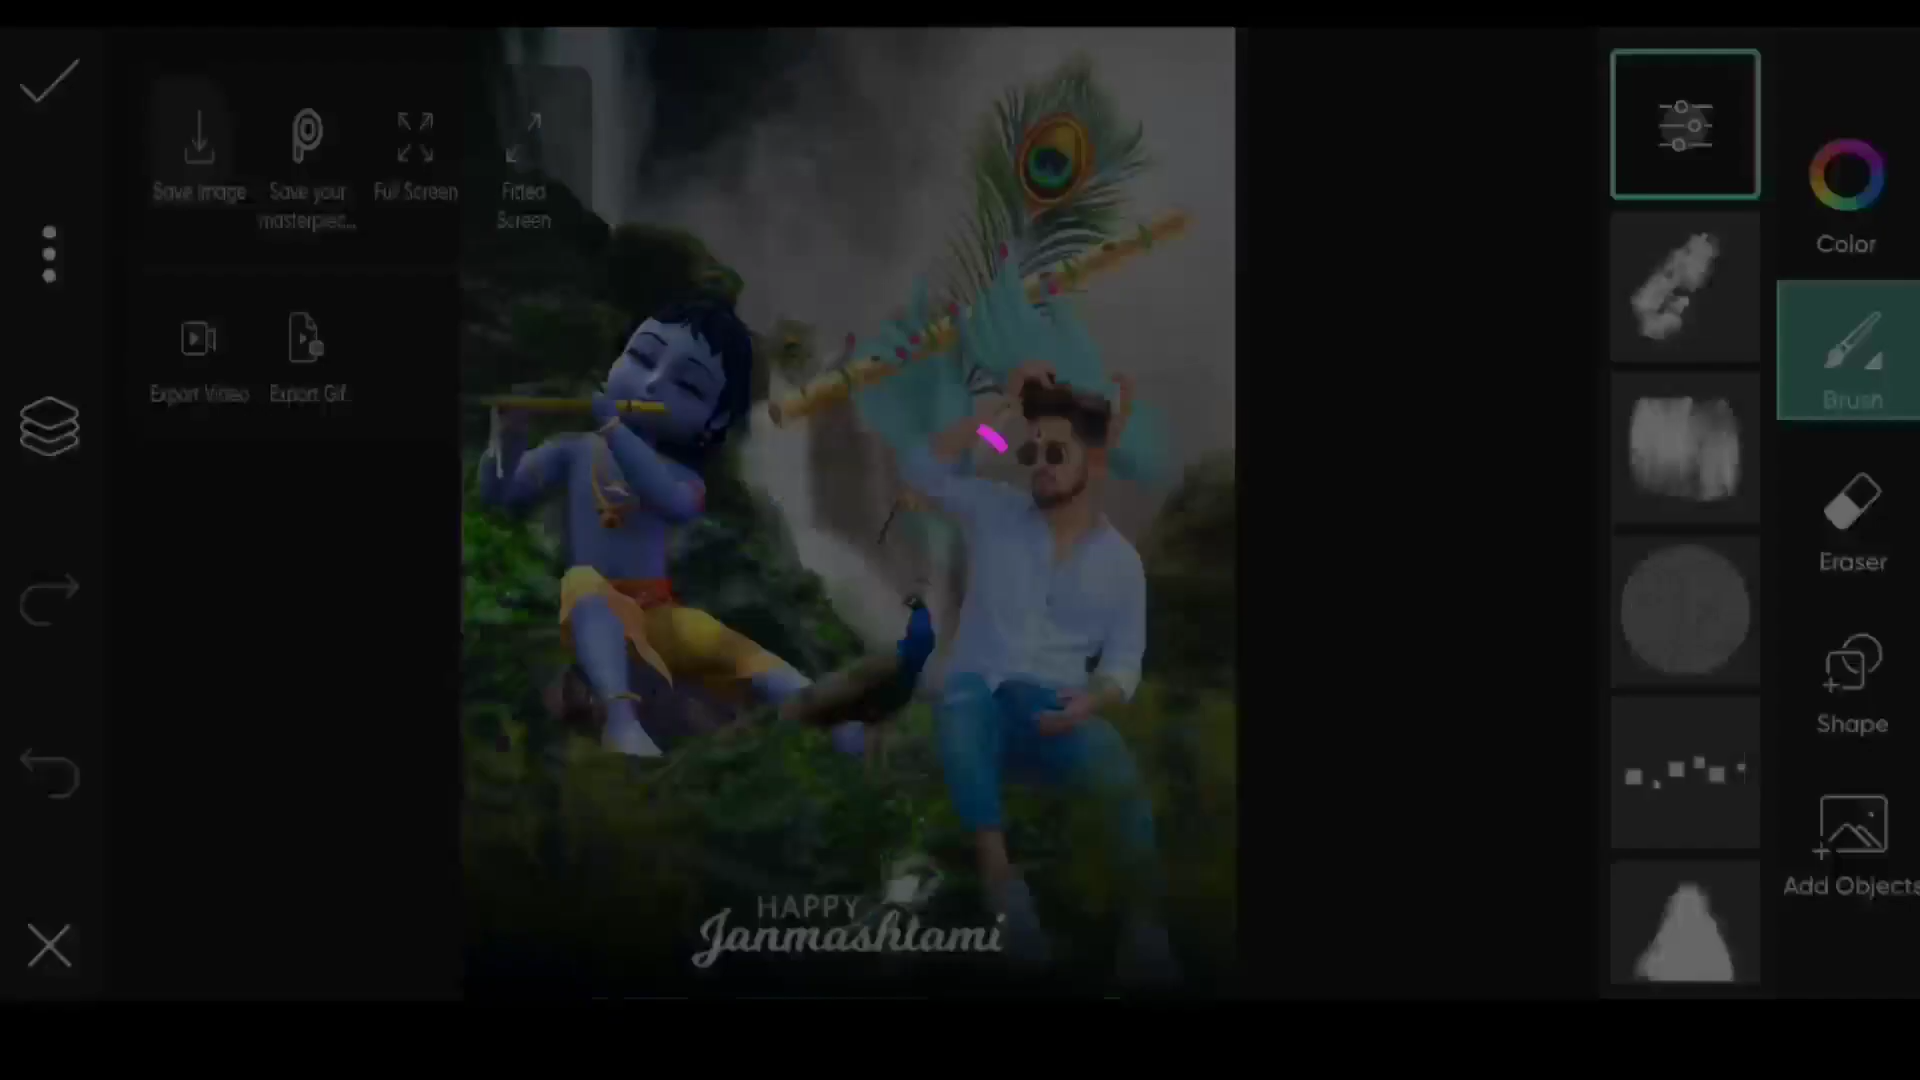 Save Image
Save your
masterpiec...
Full Screen
Fitted
Screen
Export Video
Export Gif
Color
Brush
Eraser
Shape
Add Objects
HAPPY
Janmashtami